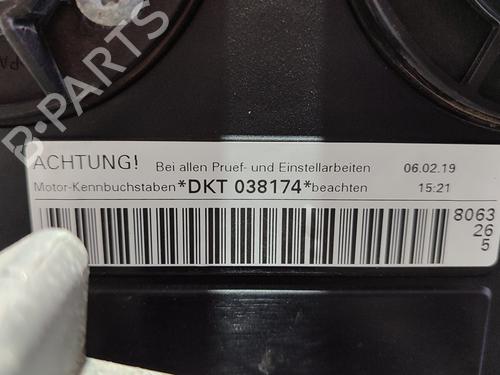 PA
B-PARTS
ACHTUNG! Bei allen Pruef- und Einstellarbeiten 06.02.19
Motor-Kennbuchstaben *DKT 038174* beachten 15:21
8063
26
5